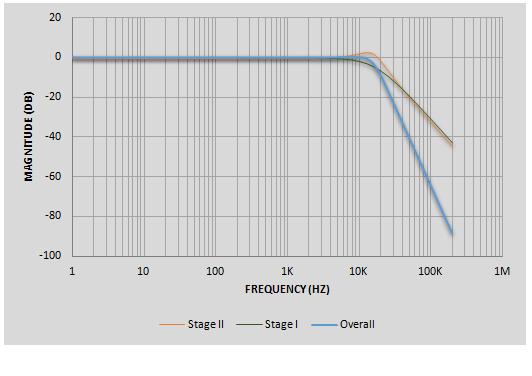 20
0
-20
-40
-60
-80
-100
MAGNITUDE (DB)
1 10 100 1K 10K 100K 1M
FREQUENCY (HZ)
Stage II Stage I Overall